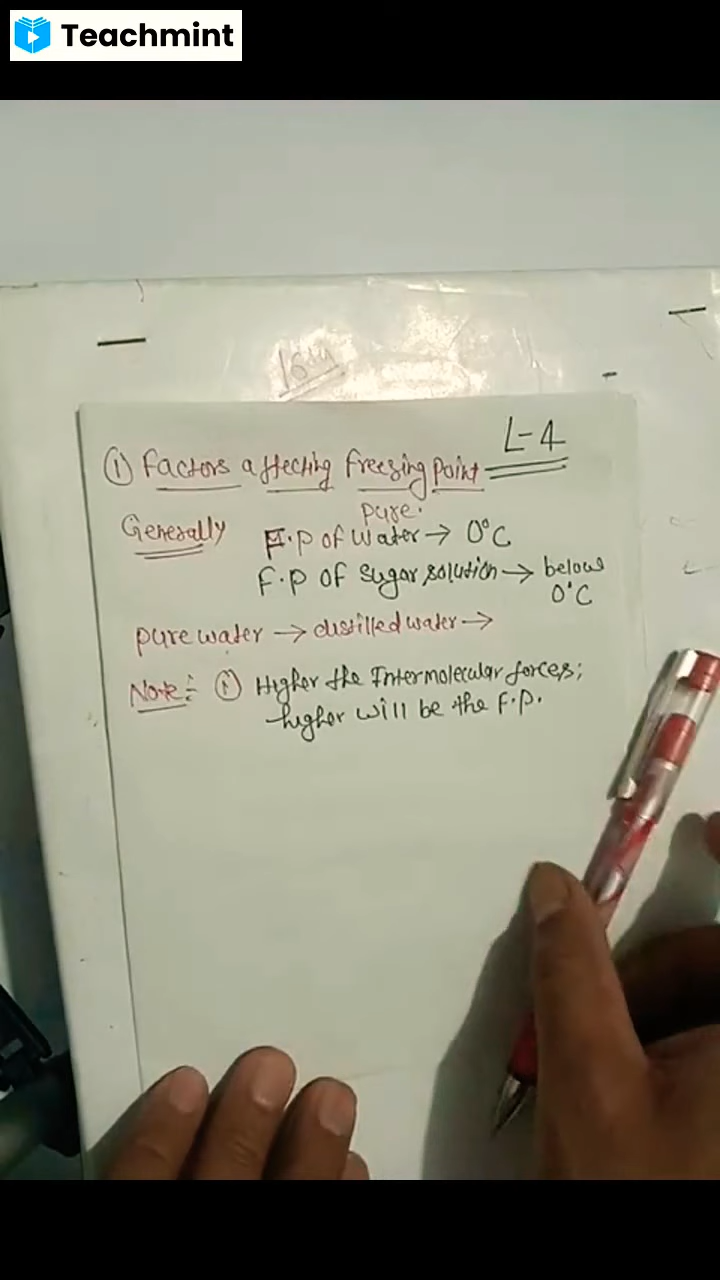 Teachmint
16th
L-4
① Factors affecting Freezing Point
pure.
Generally F.P of Water → 0°C
F.P OF Sugar solution → below
0°C
pure water → distilled water →
Note:- ① Higher the Intermolecular forces;
higher will be the F.P.